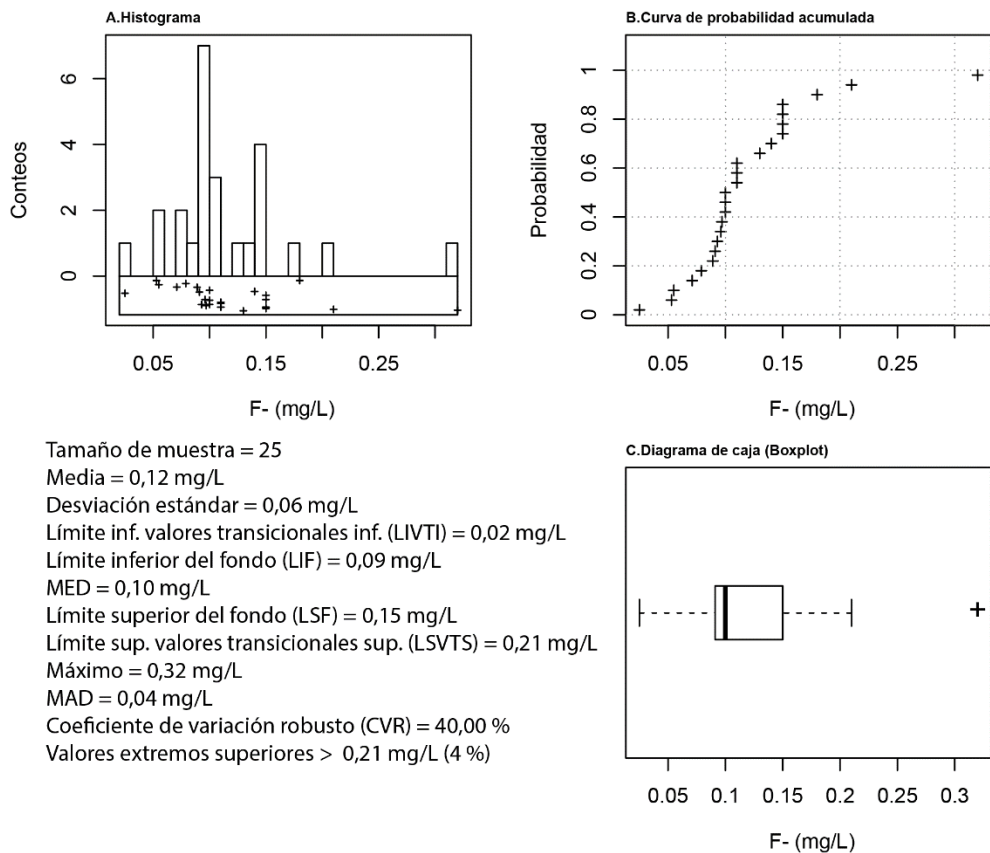 A.Histograma
Conteos
6
4
2
0
0.05
0.15
0.25
F- (mg/L)
B.Curva de probabilidad acumulada
Probabilidad
1
0.8
0.6
0.4
0.2
0
0.05
0.1
0.15
0.2
0.25
0.3
F- (mg/L)
Tamaño de muestra = 25
Media = 0,12 mg/L
Desviación estándar = 0,06 mg/L
Límite inf. valores transicionales inf. (LIVTI) = 0,02 mg/L
Límite inferior del fondo (LIF) = 0,09 mg/L
MED = 0,10 mg/L
Límite superior del fondo (LSF) = 0,15 mg/L
Límite sup. valores transicionales sup. (LSVTS) = 0,21 mg/L
Máximo = 0,32 mg/L
MAD = 0,04 mg/L
Coeficiente de variación robusto (CVR) = 40,00 %
Valores extremos superiores > 0,21 mg/L (4 %)
C.Diagrama de caja (Boxplot)
0.05
0.1
0.15
0.2
0.25
0.3
F- (mg/L)